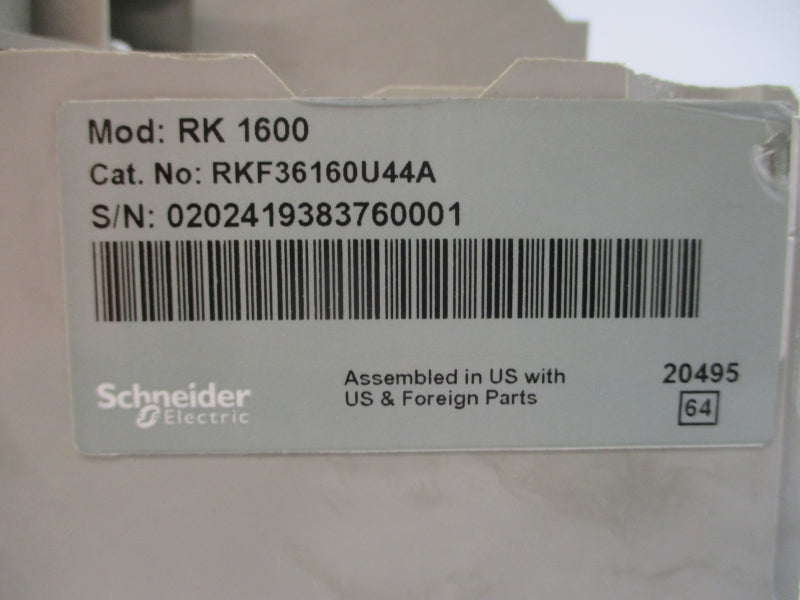 Mod: RK 1600
Cat. No: RKF36160U44A
S/N: 0202419383760001
Schneider
Electric
Assembled in US with
US & Foreign Parts
20495
64